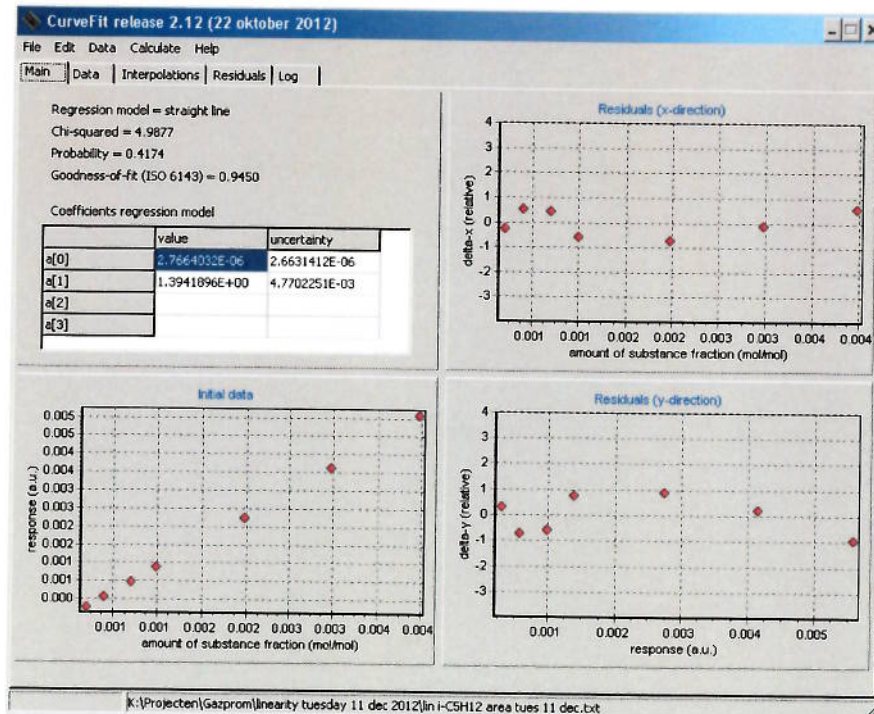 CurveFit release 2.12 (22 oktober 2012)
File Edit Data Calculate Help
Main Data Interpolations Residuals Log
Regression model = straight line
Chi-squared = 4.9877
Probability = 0.4174
Goodness-of-fit (ISO 6143) = 0.9450
Coefficients regression model
value uncertainty
a[0] 2.7664032E-06 2.6631412E-06
a[1] 1.3941896E+00 4.7702251E-03
a[2]
a[3]
Residuals (x-direction)
delta-x (relative)
4
3
2
1
0
-1
-2
-3
0.001 0.001 0.002 0.002 0.003 0.003 0.004 0.004
amount of substance fraction (mol/mol)
Initial data
response (a.u.)
0.005
0.005
0.004
0.004
0.003
0.003
0.002
0.002
0.001
0.001
0.000
0.001 0.001 0.002 0.002 0.003 0.003 0.004
amount of substance fraction (mol/mol)
Residuals (y-direction)
delta-y (relative)
4
3
2
1
0
-1
-2
-3
0.001 0.002 0.003 0.004 0.005
response (a.u.)
K:\Projecten\Gazprom\linearity tuesday 11 dec 2012\lin i-C5H12 area tues 11 dec.txt